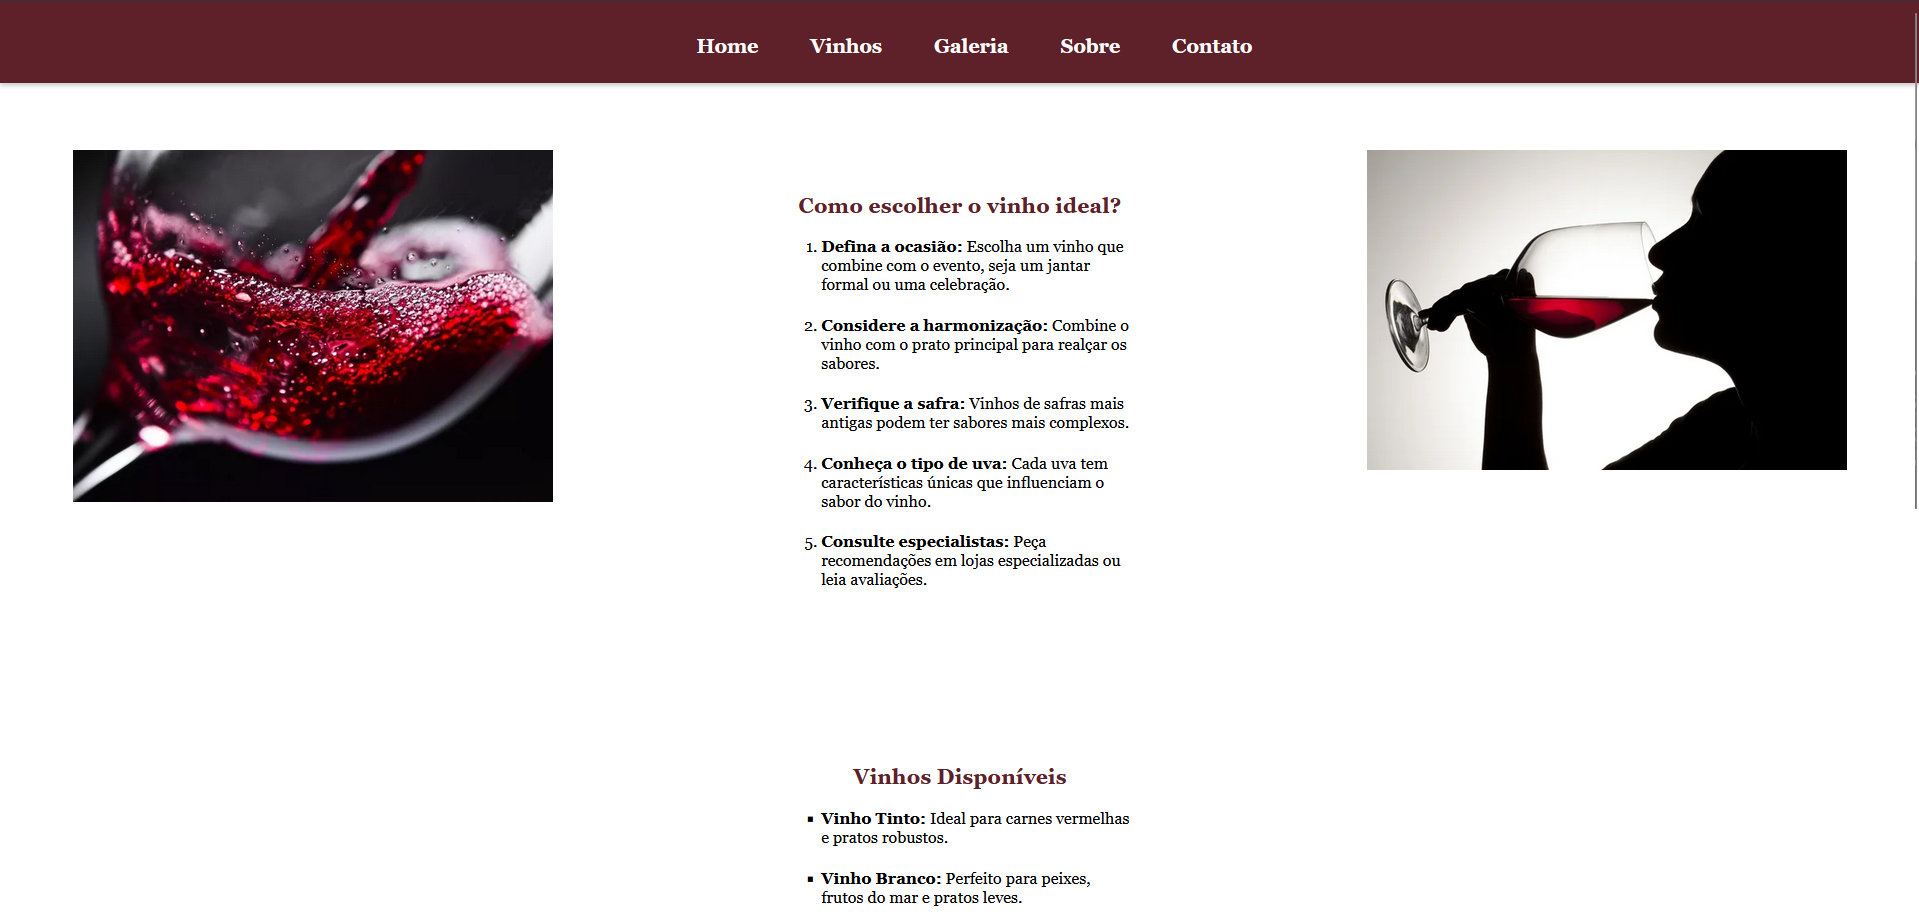 Home Vinhos Galeria Sobre Contato
Como escolher o vinho ideal?
1. Defina a ocasião: Escolha um vinho que
combine com o evento, seja um jantar
formal ou uma celebração.
2. Considere a harmonização: Combine o
vinho com o prato principal para realçar os
sabores.
3. Verifique a safra: Vinhos de safras mais
antigas podem ter sabores mais complexos.
4. Conheça o tipo de uva: Cada uva tem
características únicas que influenciam o
sabor do vinho.
5. Consulte especialistas: Peça
recomendações em lojas especializadas ou
leia avaliações.
Vinhos Disponíveis
▪ Vinho Tinto: Ideal para carnes vermelhas
e pratos robustos.
▪ Vinho Branco: Perfeito para peixes,
frutos do mar e pratos leves.